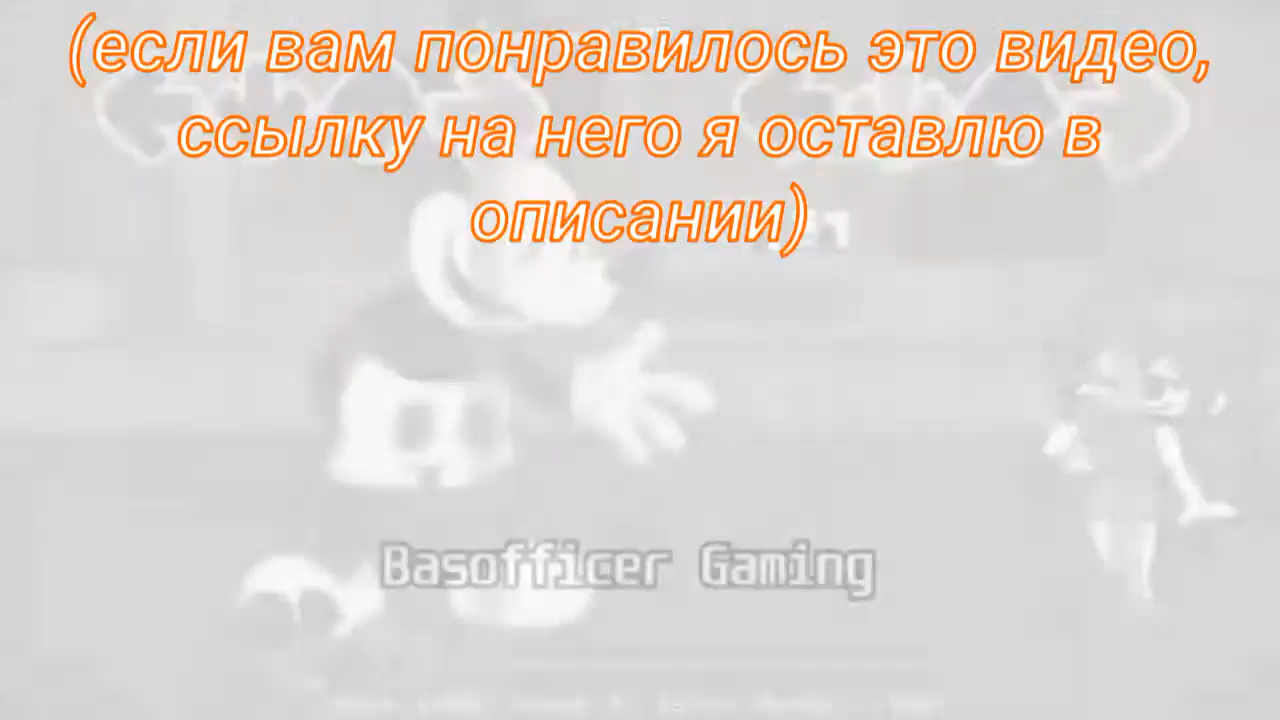 (если вам понравилось это видео,
ссылку на него я оставлю в
описании)
Basofficer Gaming